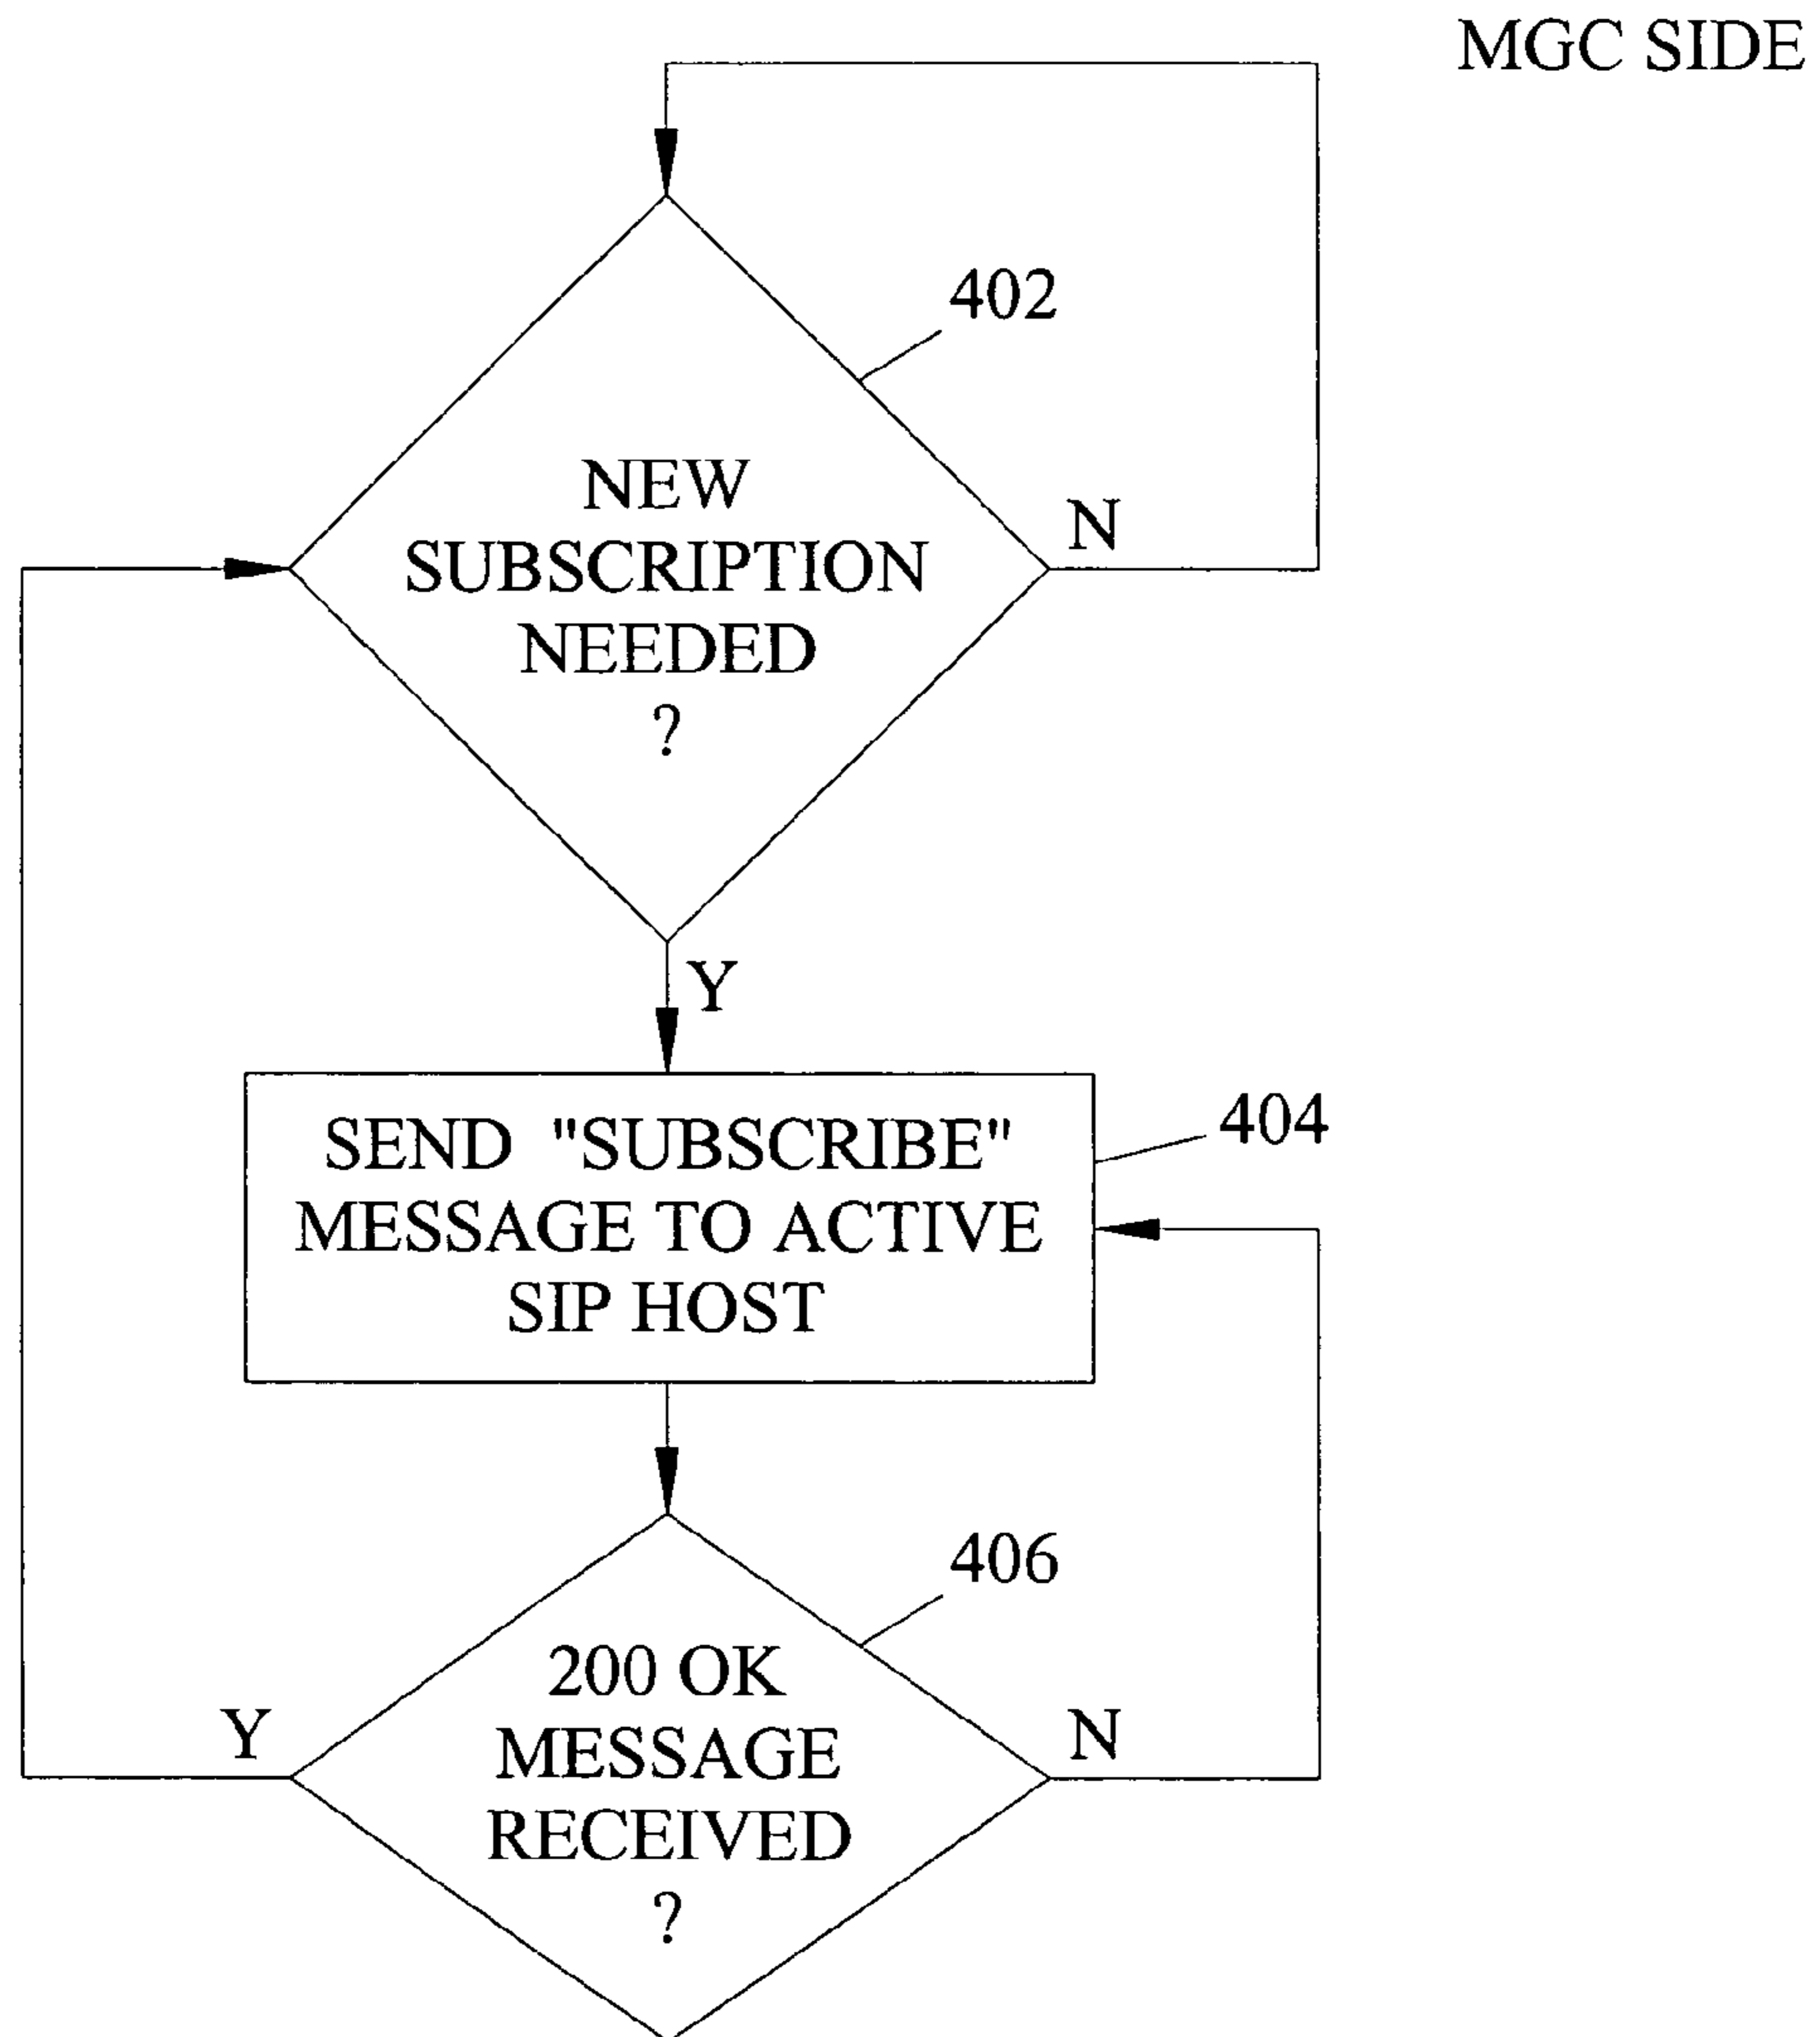 MGC SIDE
402
NEW
SUBSCRIPTION
NEEDED
?
N
Y
SEND "SUBSCRIBE"
MESSAGE TO ACTIVE
SIP HOST
404
406
200 OK
MESSAGE
RECEIVED
?
Y
N